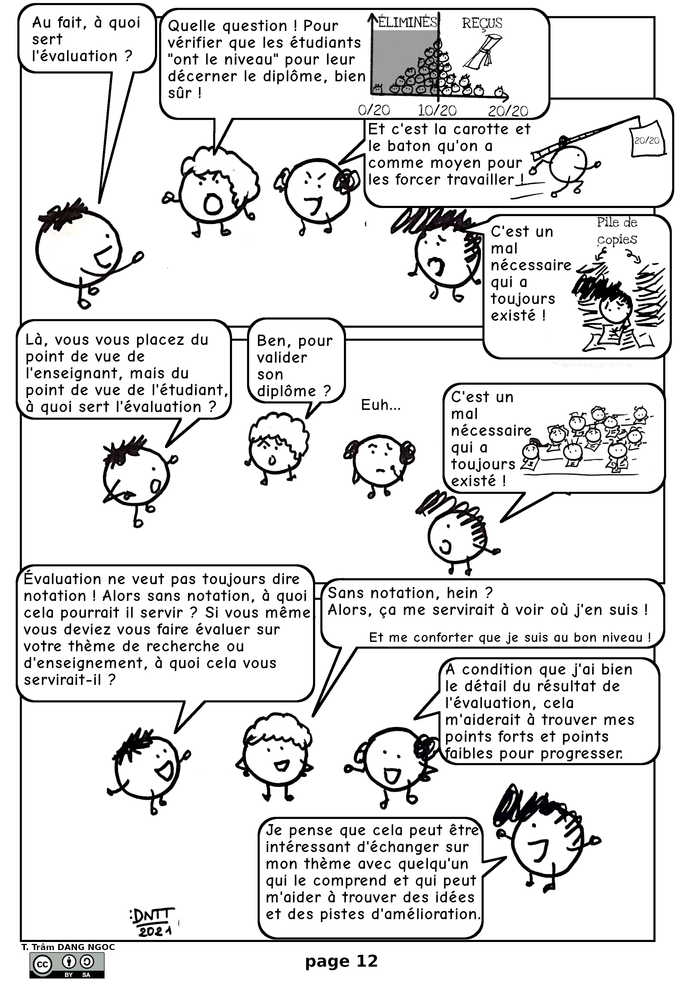 Au fait, à quoi
sert
l'évaluation ?
Quelle question ! Pour
vérifier que les étudiants
"ont le niveau" pour leur
décerner le diplôme, bien
sûr !
ÉLIMINÉS
REÇUS
0/20
10/20
20/20
Et c'est la carotte et
le baton qu'on a
comme moyen pour
les forcer travailler !
20/20
C'est un
mal
nécessaire
qui a
toujours
existé !
Pile de
copies
Là, vous vous placez du
point de vue de
l'enseignant, mais du
point de vue de l'étudiant,
à quoi sert l'évaluation ?
Ben, pour
valider
son
diplôme ?
Euh...
C'est un
mal
nécessaire
qui a
toujours
existé !
Évaluation ne veut pas toujours dire
notation ! Alors sans notation, à quoi
cela pourrait il servir ? Si vous même
vous deviez vous faire évaluer sur
votre thème de recherche ou
d'enseignement, à quoi cela vous
servirait-il ?
Sans notation, hein ?
Alors, ça me servirait à voir où j'en suis !
Et me conforter que je suis au bon niveau !
A condition que j'ai bien
le détail du résultat de
l'évaluation, cela
m'aiderait à trouver mes
points forts et points
faibles pour progresser.
Je pense que cela peut être
intéressant d'échanger sur
mon thème avec quelqu'un
qui le comprend et qui peut
m'aider à trouver des idées
et des pistes d'amélioration.
:DNTT
2021
T. Trâm DANG NGOC
cc
BY SA
page 12